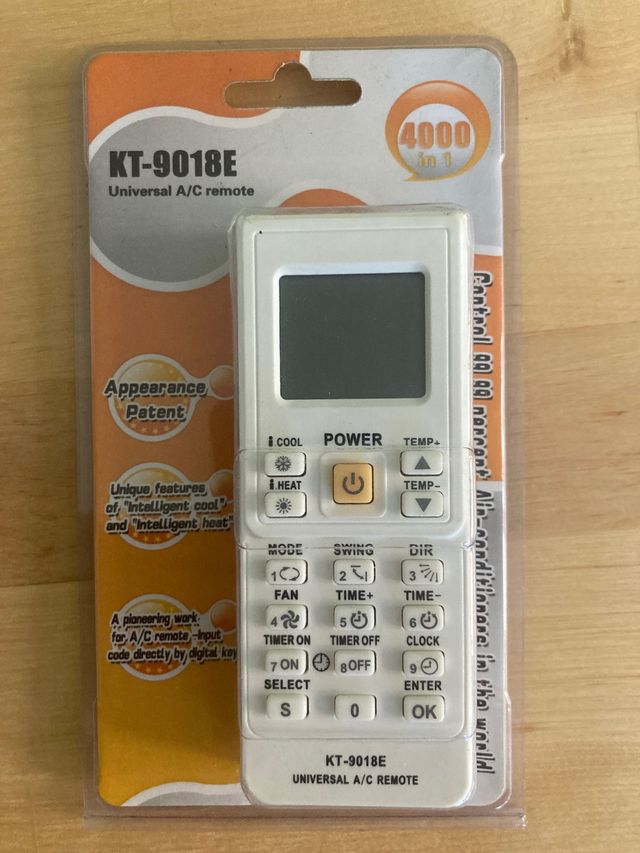 KT-9018E
Universal A/C remote
4000
in 1
Appearance
Patent
Unique features
of "Intelligent cool"
and "Intelligent heat"
A pioneering work
for A/C remote -input
code directly by digital key
Control 99.99 percent Air-conditioners in the world!
i.COOL
POWER
TEMP+
i.HEAT
TEMP-
MODE
SWING
DIR
1
2
3
FAN
TIME+
TIME-
4
5
6
TIMER ON
TIMER OFF
CLOCK
7 ON
8 OFF
9
SELECT
ENTER
S
0
OK
KT-9018E
UNIVERSAL A/C REMOTE